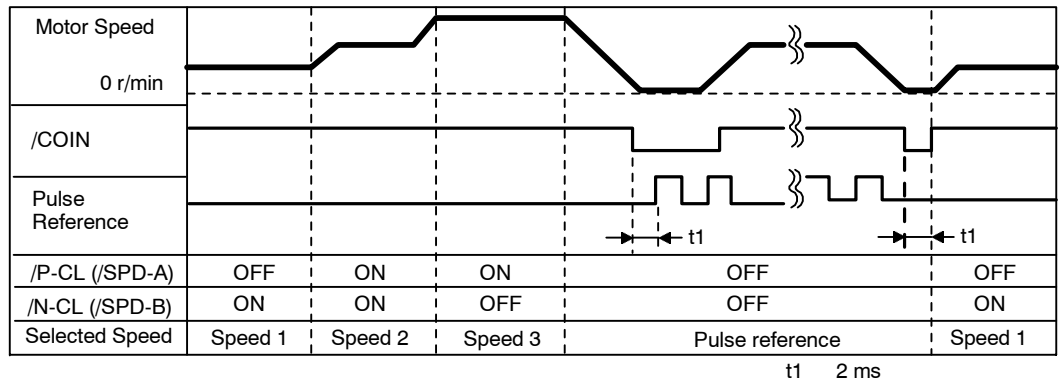 Motor Speed
0 r/min
/COIN
Pulse
Reference
t1 t1
/P-CL (/SPD-A) OFF ON ON OFF OFF
/N-CL (/SPD-B) ON ON OFF OFF ON
Selected Speed Speed 1 Speed 2 Speed 3 Pulse reference Speed 1
t1 2 ms